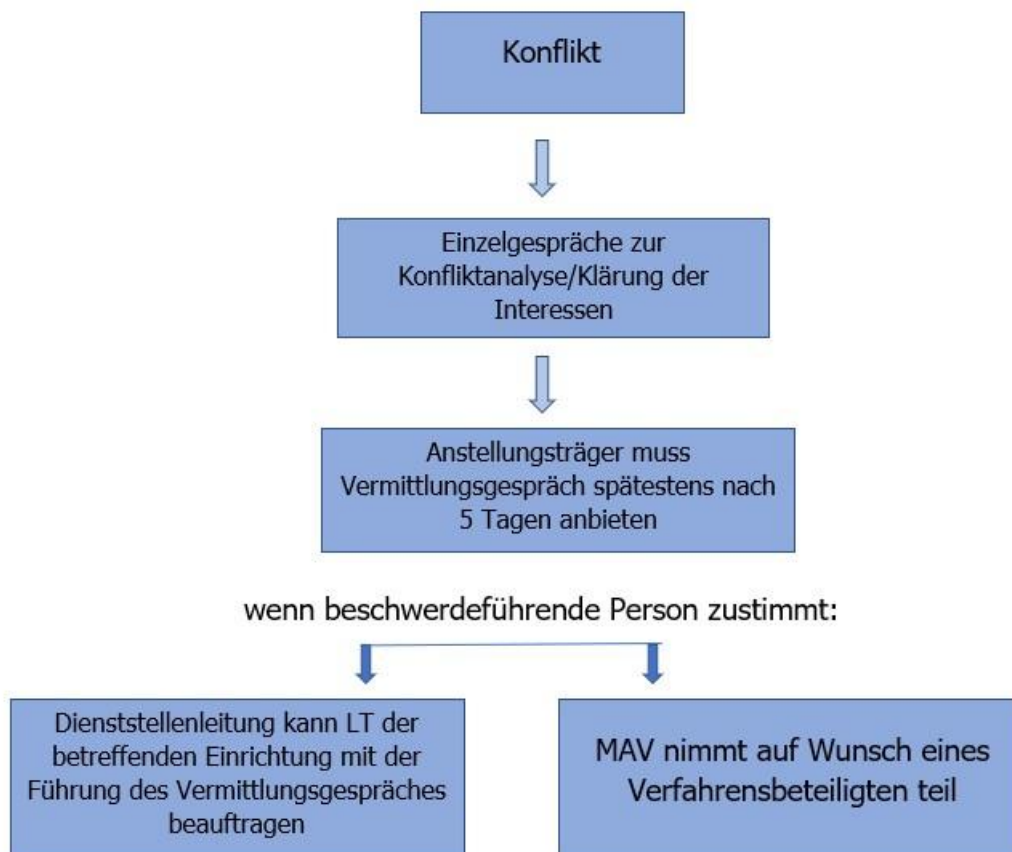 Konflikt
Einzelgespräche zur
Konfliktanalyse/Klärung der
Interessen
Anstellungsträger muss
Vermittlungsgespräch spätestens nach
5 Tagen anbieten
wenn beschwerdeführende Person zustimmt:
Dienststellenleitung kann LT der
betreffenden Einrichtung mit der
Führung des Vermittlungsgespräches
beauftragen
MAV nimmt auf Wunsch eines
Verfahrensbeteiligten teil